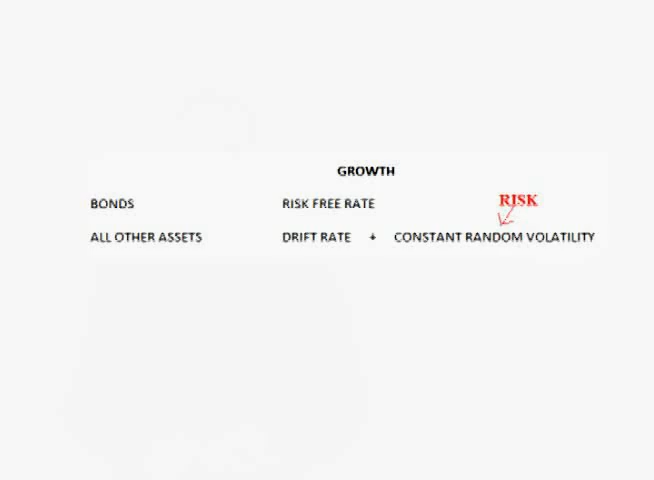 GROWTH
BONDS RISK FREE RATE RISK
ALL OTHER ASSETS DRIFT RATE + CONSTANT RANDOM VOLATILITY